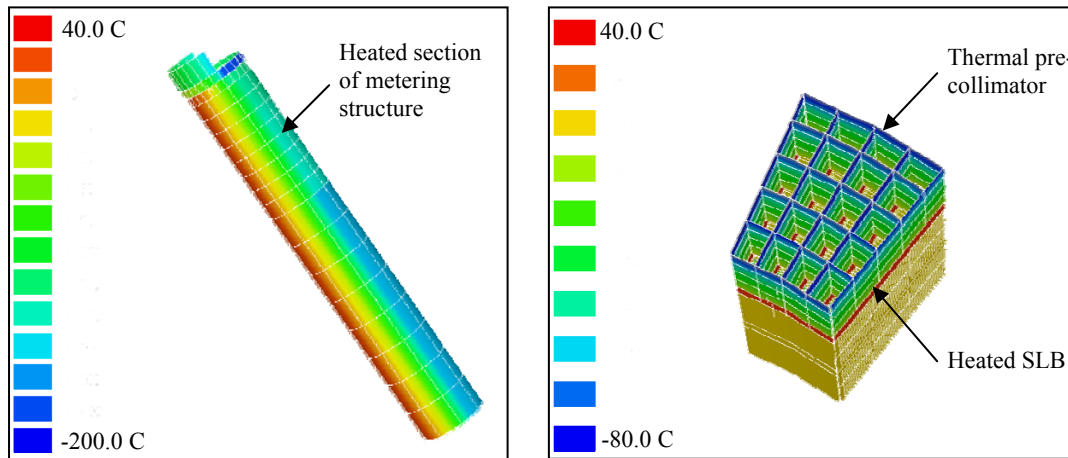 40.0 C
Heated section
of metering
structure
-200.0 C
40.0 C
Thermal pre-
collimator
Heated SLB
-80.0 C